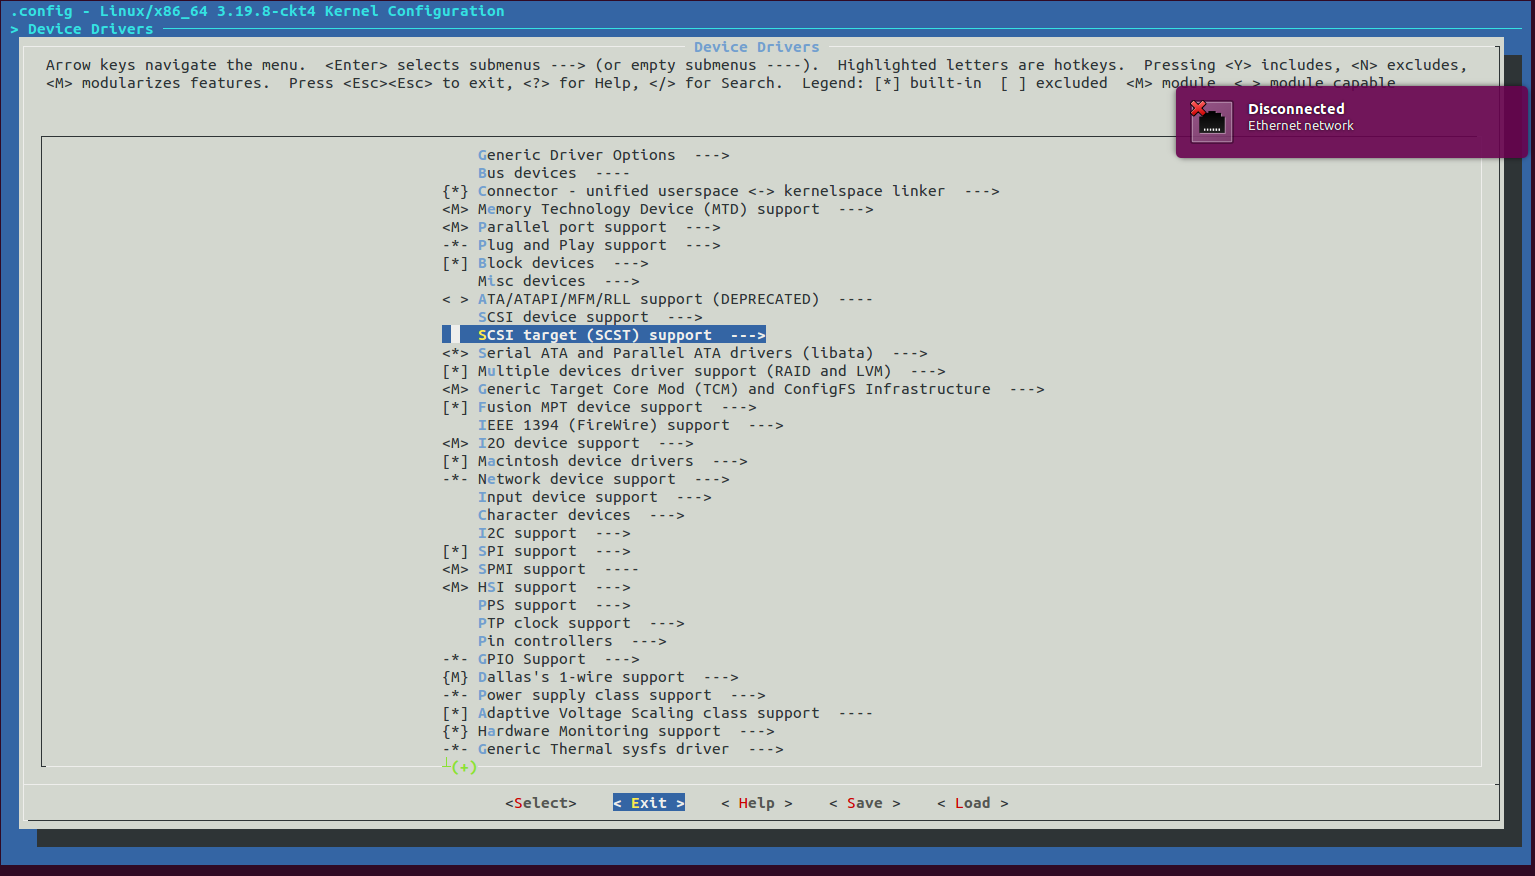 .config - Linux/x86_64 3.19.8-ckt4 Kernel Configuration
> Device Drivers
Device Drivers
Arrow keys navigate the menu.  <Enter> selects submenus ---> (or empty submenus ----).  Highlighted letters are hotkeys.  Pressing <Y> includes, <N> excludes,
<M> modularizes features.  Press <Esc><Esc> to exit, <?> for Help, </> for Search.  Legend: [*] built-in  [ ] excluded  <M> module  < > module capable
Disconnected
Ethernet network
Generic Driver Options  --->
Bus devices  ----
{*} Connector - unified userspace <-> kernelspace linker  --->
<M> Memory Technology Device (MTD) support  --->
<M> Parallel port support  --->
-*- Plug and Play support  --->
[*] Block devices  --->
Misc devices  --->
< > ATA/ATAPI/MFM/RLL support (DEPRECATED)  ----
SCSI device support  --->
SCSI target (SCST) support  --->
<*> Serial ATA and Parallel ATA drivers (libata)  --->
[*] Multiple devices driver support (RAID and LVM)  --->
<M> Generic Target Core Mod (TCM) and ConfigFS Infrastructure  --->
[*] Fusion MPT device support  --->
IEEE 1394 (FireWire) support  --->
<M> I2O device support  --->
[*] Macintosh device drivers  --->
-*- Network device support  --->
Input device support  --->
Character devices  --->
I2C support  --->
[*] SPI support  --->
<M> SPMI support  ----
<M> HSI support  --->
PPS support  --->
PTP clock support  --->
Pin controllers  --->
-*- GPIO Support  --->
{M} Dallas's 1-wire support  --->
-*- Power supply class support  --->
[*] Adaptive Voltage Scaling class support  ----
{*} Hardware Monitoring support  --->
-*- Generic Thermal sysfs driver  --->
(+)
<Select>    < Exit >    < Help >    < Save >    < Load >